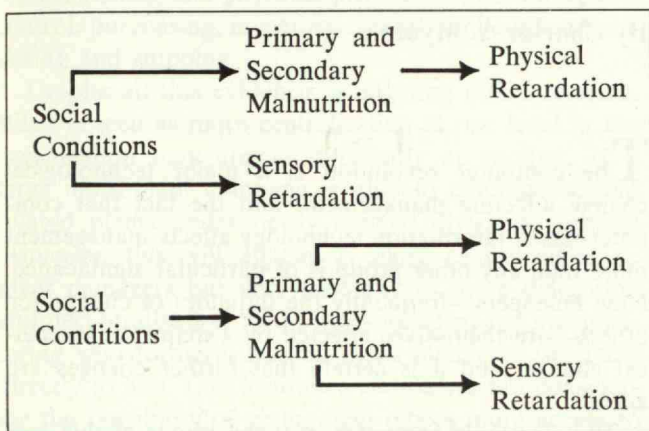 Primary and
Secondary
Malnutrition
Physical
Retardation
Social
Conditions
Sensory
Retardation
Physical
Retardation
Primary and
Secondary
Malnutrition
Social
Conditions
Sensory
Retardation